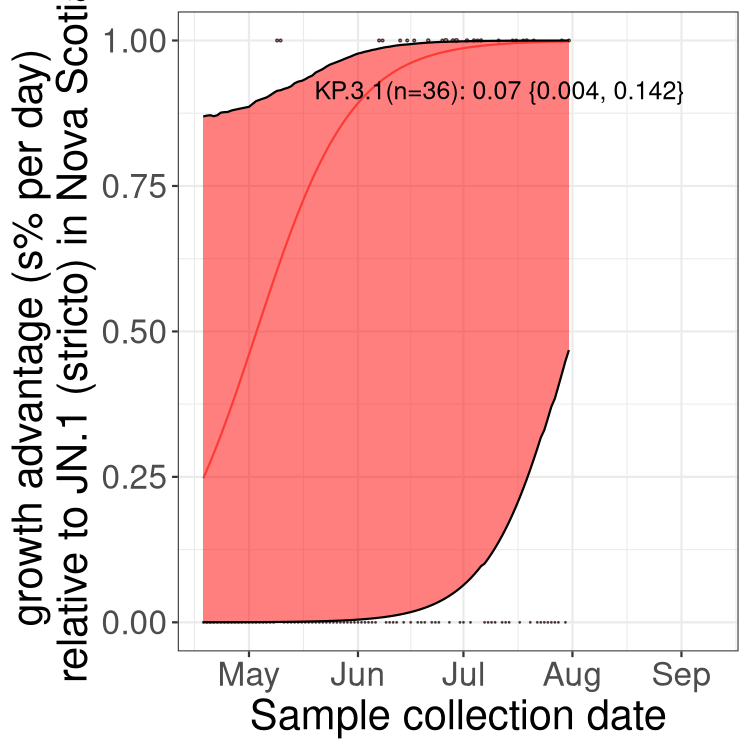 growth advantage (s% per day)
relative to JN.1 (stricto) in Nova Scotia
1.00
0.75
0.50
0.25
0.00
KP.3.1(n=36): 0.07 {0.004, 0.142}
May Jun Jul Aug Sep
Sample collection date